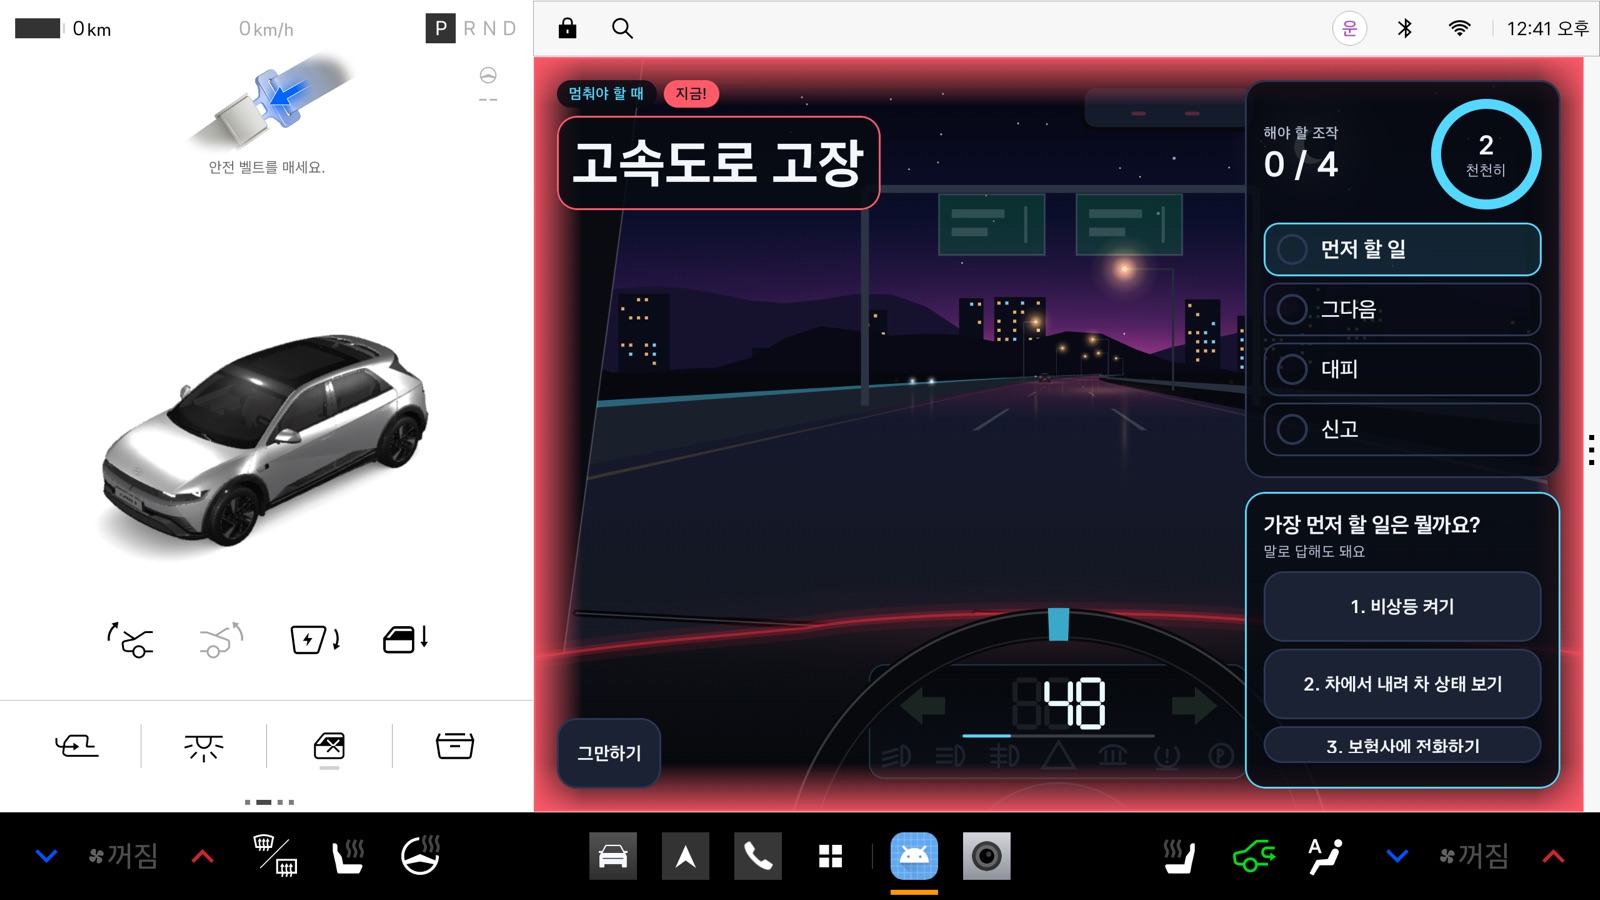 0 km
0 km/h
P R N D
--
안전 벨트를 매세요.
운
12:41 오후
멈춰야 할 때
지금!
고속도로 고장
해야 할 조작
0 / 4
2
천천히
먼저 할 일
그다음
대피
신고
가장 먼저 할 일은 뭘까요?
말로 답해도 돼요
1. 비상등 켜기
2. 차에서 내려 차 상태 보기
3. 보험사에 전화하기
48
그만하기
꺼짐
A
꺼짐